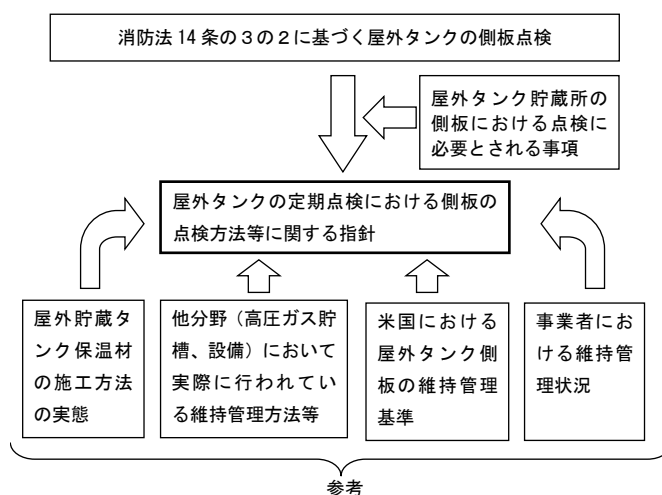 消防法 14 条の3の2に基づく屋外タンクの側板点検
屋外タンク貯蔵所の
側板における点検に
必要とされる事項
屋外タンクの定期点検における側板の
点検方法等に関する指針
屋外貯蔵タ
ンク保温材
の施工方法
の実態
他分野（高圧ガス貯
槽、設備）において
実際に行われてい
る維持管理方法等
米国における
屋外タンク側
板の維持管理
基準
事業者にお
ける維持管
理状況
参考